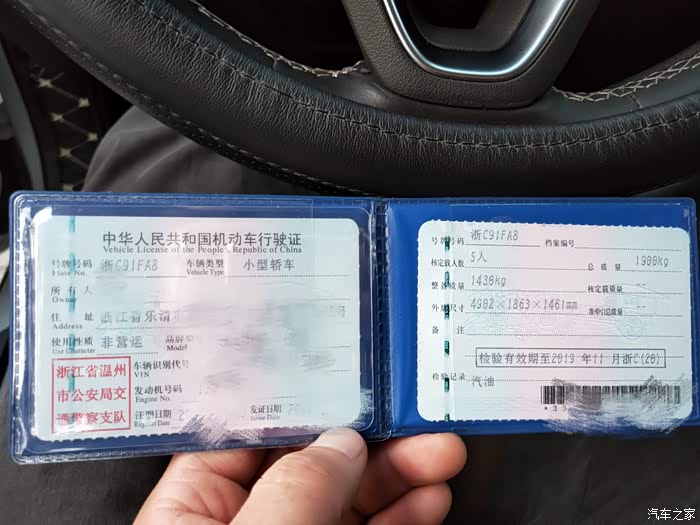 中华人民共和国机动车行驶证
Vehicle License of the People's Republic of China
号牌号码 浙C91FA8 车辆类型 小型轿车
Plate No. Vehicle Type
所有人
Owner
住址 浙江省乐清
Address
使用性质 非营运 品牌型
Use Character Model
浙江省温州
市公安局交
通警察支队
车辆识别代号
VIN
发动机号码
Engine No.
注册日期 发证日期
Register Date Issue Date
号牌号码 浙C91FA8 档案编号
核定载人数 5人 总质量 1900kg
整备质量 1430kg 核定载质量 --
外廓尺寸 4902×1863×1461mm 准牵引总质量 --
备注
检验有效期至2019年11月浙C(20)
检验记录 汽油
汽车之家